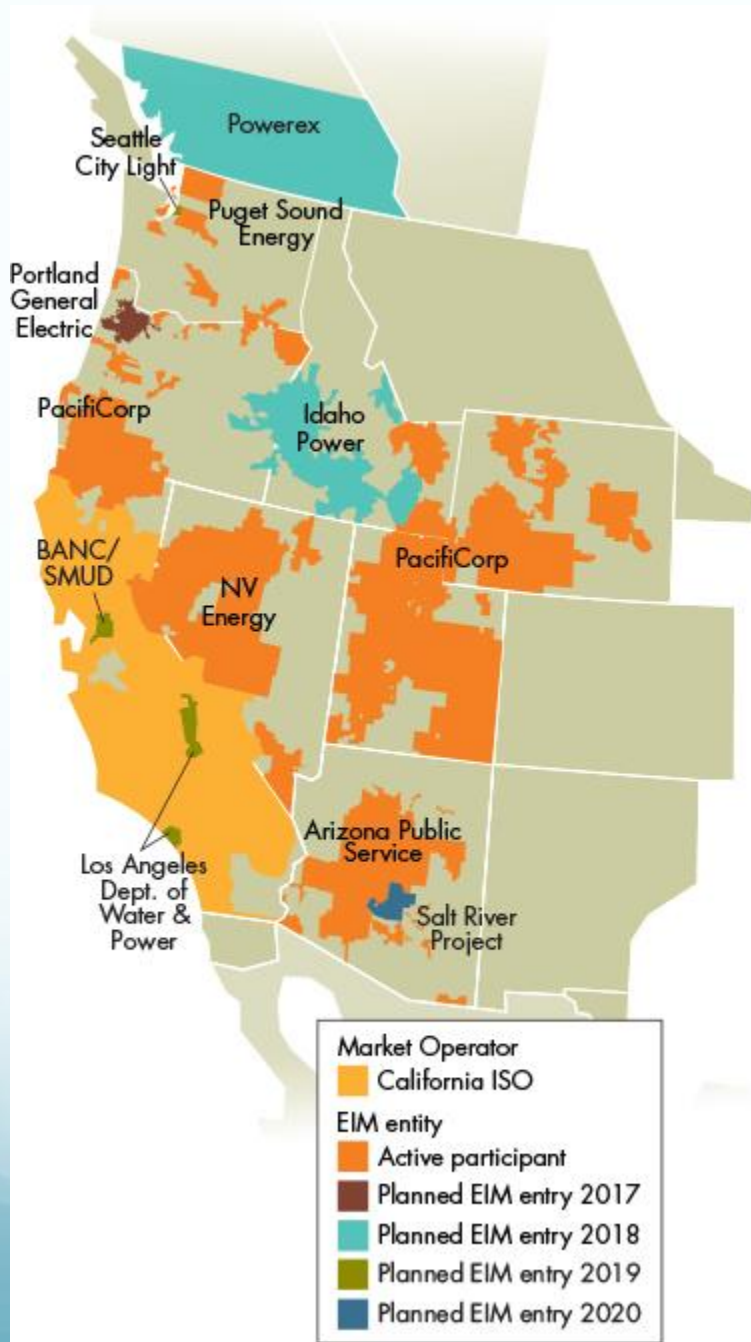 Powerex
Seattle
City Light
Puget Sound
Energy
Portland
General
Electric
PacifiCorp
Idaho
Power
BANC/
SMUD
NV
Energy
PacifiCorp
Arizona Public
Service
Los Angeles
Dept. of
Water &
Power
Salt River
Project
Market Operator
California ISO
EIM entity
Active participant
Planned EIM entry 2017
Planned EIM entry 2018
Planned EIM entry 2019
Planned EIM entry 2020